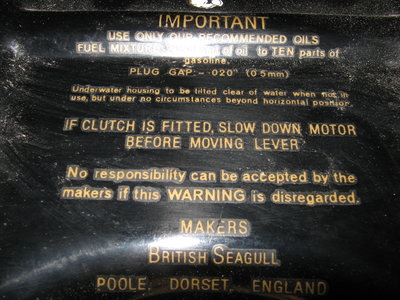 IMPORTANT
USE ONLY OUR RECOMMENDED OILS
FUEL MIXTURE of oil to TEN parts of
gasoline.
PLUG GAP:- .020" (0.5mm)
Underwater housing to be tilted clear of water when not in
use, but under no circumstances beyond horizontal position.
IF CLUTCH IS FITTED, SLOW DOWN MOTOR
BEFORE MOVING LEVER
No responsibility can be accepted by the
makers if this WARNING is disregarded.
MAKERS
BRITISH SEAGULL
POOLE, DORSET, ENGLAND